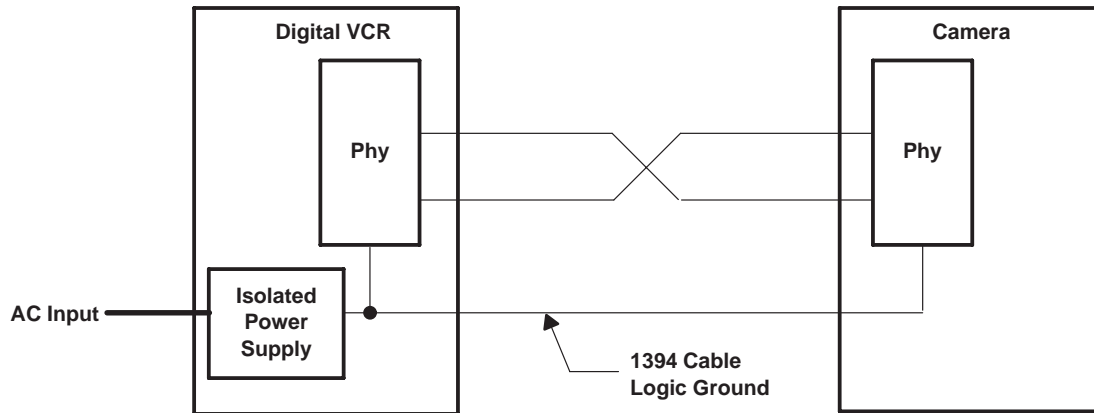 Digital VCR
Camera
Phy
Phy
AC Input
Isolated
Power
Supply
1394 Cable
Logic Ground